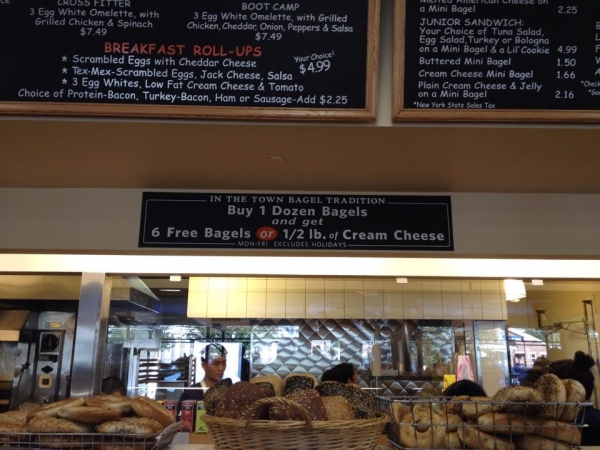 CROSS FITTER
3 Egg White Omelette, with
Grilled Chicken & Spinach
$7.49
BOOT CAMP
3 Egg White Omelette, with Grilled
Chicken, Cheddar, Onion, Peppers & Salsa
$7.49
BREAKFAST ROLL-UPS
* Scrambled Eggs with Cheddar Cheese
* Tex-Mex-Scrambled Eggs, Jack Cheese, Salsa
* 3 Egg Whites, Low Fat Cream Cheese & Tomato
Your Choice!
$4.99
Choice of Protein-Bacon, Turkey-Bacon, Ham or Sausage-Add $2.25
Melted American Cheese on
a Mini Bagel 2.25
JUNIOR SANDWICH:
Your Choice of Tuna Salad,
Egg Salad, Turkey or Bologna
on a Mini Bagel & a Lil' Cookie 4.99
Buttered Mini Bagel 1.50
Cream Cheese Mini Bagel 1.66
Plain Cream Cheese & Jelly
on a Mini Bagel 2.16
*New York State Sales Tax
IN THE TOWN BAGEL TRADITION
Buy 1 Dozen Bagels
and get
6 Free Bagels or 1/2 lb. of Cream Cheese
MON-FRI EXCLUDES HOLIDAYS